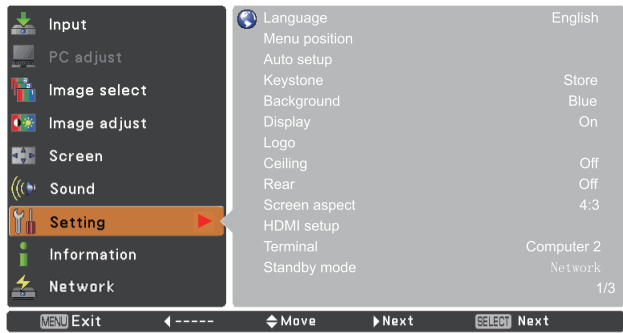 Input
PC adjust
Image select
Image adjust
Screen
Sound
Setting
Information
Network
Language English
Menu position
Auto setup
Keystone Store
Background Blue
Display On
Logo
Ceiling Off
Rear Off
Screen aspect 4:3
HDMI setup
Terminal Computer 2
Standby mode Network
1/3
MENU Exit ----- Move Next SELECT Next